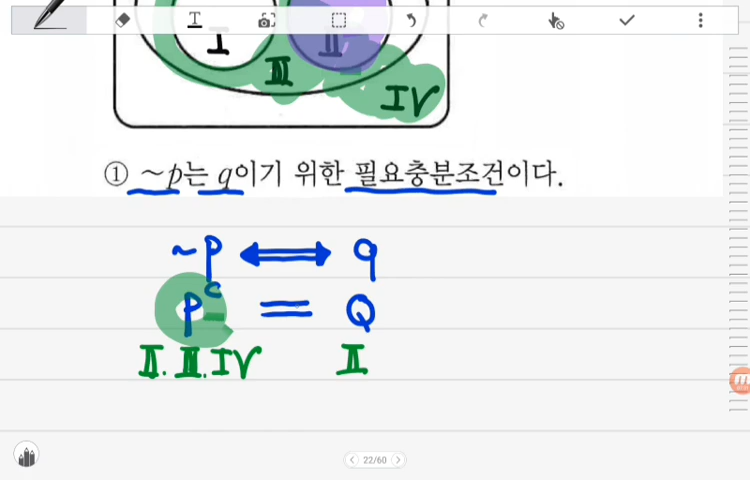 T
I II
III
IV
① ~p는 q이기 위한 필요충분조건이다.
~p ⟺ q
Pᶜ = Q
II. III. IV II
22/60